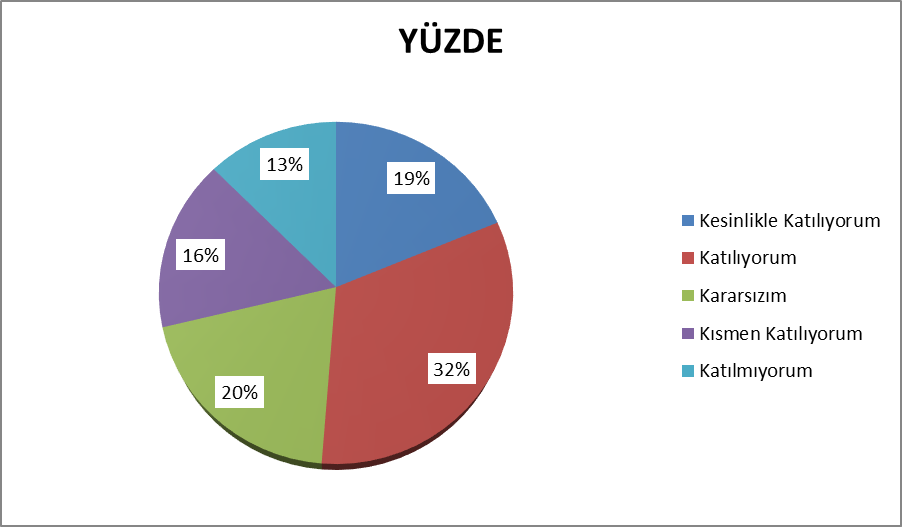 YÜZDE
13%
19%
16%
32%
20%
Kesinlikle Katılıyorum
Katılıyorum
Kararsızım
Kısmen Katılıyorum
Katılmıyorum